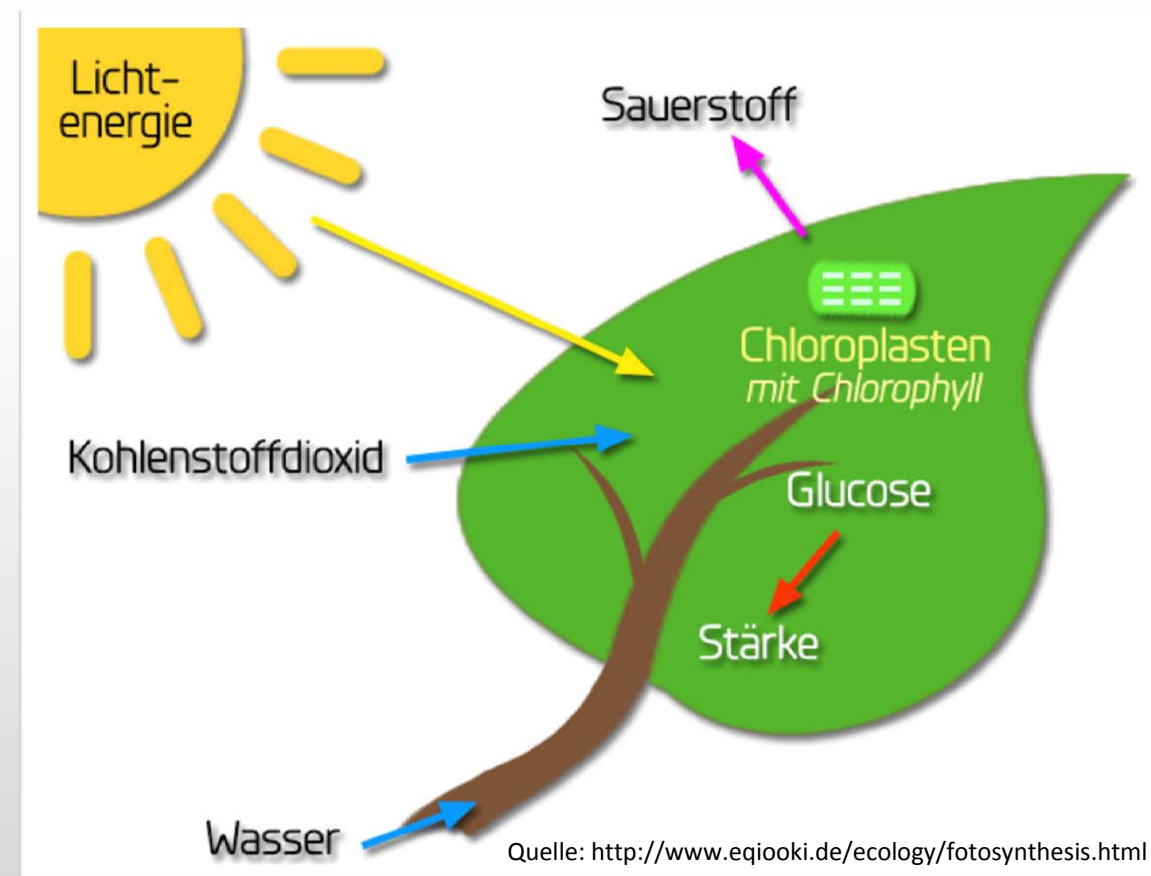 Licht-
energie
Sauerstoff
Chloroplasten
mit Chlorophyll
Kohlenstoffdioxid
Glucose
Stärke
Wasser
Quelle: http://www.eqiooki.de/ecology/fotosynthesis.html